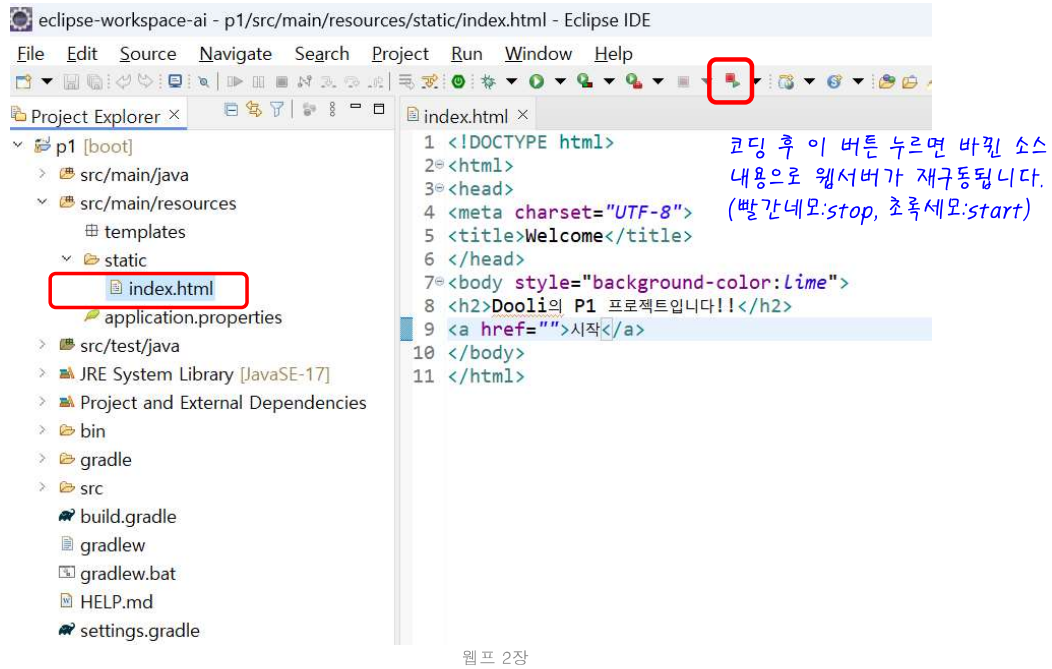 eclipse-workspace-ai - p1/src/main/resources/static/index.html - Eclipse IDE
File Edit Source Navigate Search Project Run Window Help
Project Explorer
p1 [boot]
src/main/java
src/main/resources
templates
static
index.html
application.properties
src/test/java
JRE System Library [JavaSE-17]
Project and External Dependencies
bin
gradle
src
build.gradle
gradlew
gradlew.bat
HELP.md
settings.gradle
index.html
1 <!DOCTYPE html>
2 <html>
3 <head>
4 <meta charset="UTF-8">
5 <title>Welcome</title>
6 </head>
7 <body style="background-color:Lime">
8 <h2>Dooli의 P1 프로젝트입니다!!</h2>
9 <a href="">시작</a>
10 </body>
11 </html>
코딩 후 이 버튼 누르면 바뀐 소스
내용으로 웹서버가 재구동됩니다.
(빨간네모:stop, 초록세모:start)
웹프 2장